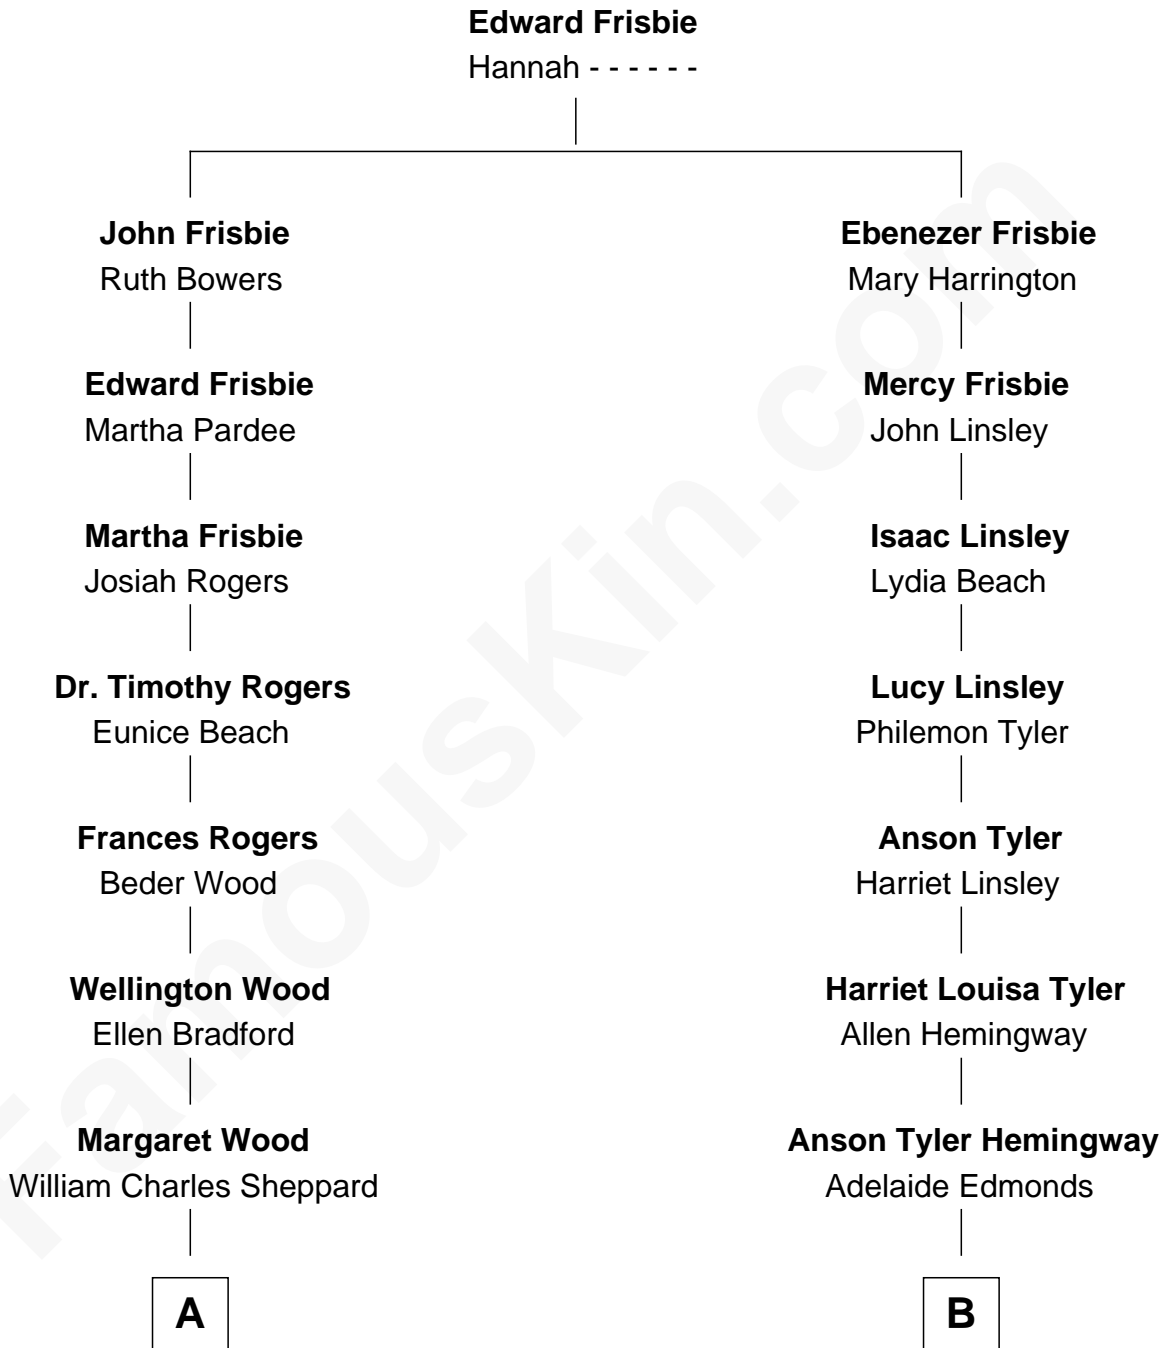 Edward Frisbie
Hannah - - - - - -
John Frisbie
Ruth Bowers
Ebenezer Frisbie
Mary Harrington
Edward Frisbie
Martha Pardee
Mercy Frisbie
John Linsley
Martha Frisbie
Josiah Rogers
Isaac Linsley
Lydia Beach
Dr. Timothy Rogers
Eunice Beach
Lucy Linsley
Philemon Tyler
Frances Rogers
Beder Wood
Anson Tyler
Harriet Linsley
Wellington Wood
Ellen Bradford
Harriet Louisa Tyler
Allen Hemingway
Margaret Wood
William Charles Sheppard
Anson Tyler Hemingway
Adelaide Edmonds
A
B
FamousKin.com